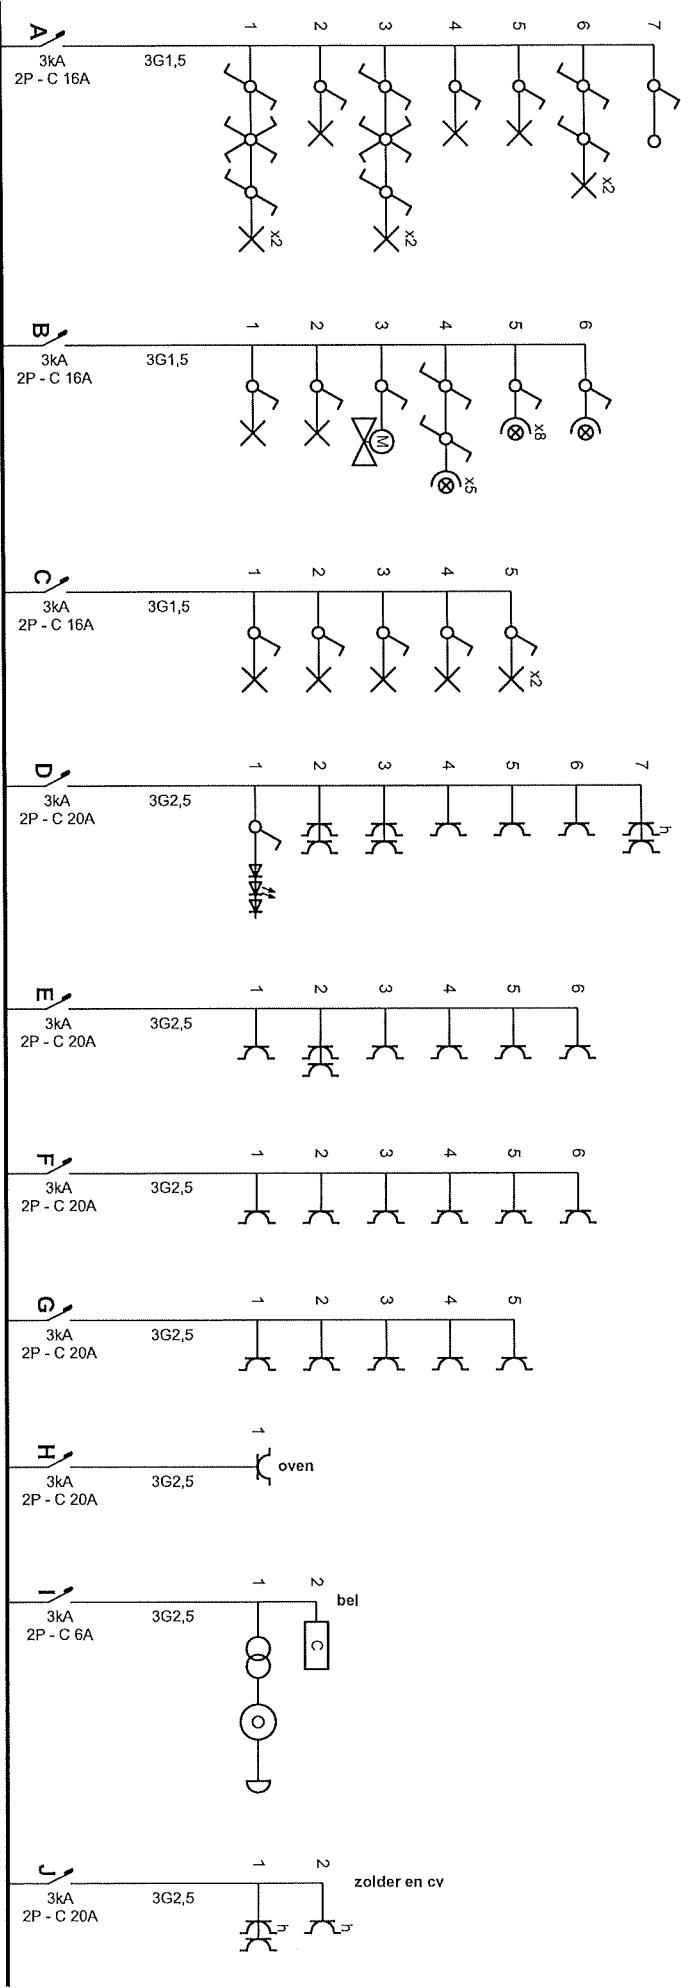 A
3kA
2P - C 16A
3G1,5
1
2
3
4
5
6
7
x2
x2
x2
B
3kA
2P - C 16A
3G1,5
1
2
3
4
5
6
M
x5
x8
C
3kA
2P - C 16A
3G1,5
1
2
3
4
5
x2
D
3kA
2P - C 20A
3G2,5
1
2
3
4
5
6
7
h
E
3kA
2P - C 20A
3G2,5
1
2
3
4
5
6
F
3kA
2P - C 20A
3G2,5
1
2
3
4
5
6
G
3kA
2P - C 20A
3G2,5
1
2
3
4
5
H
3kA
2P - C 20A
3G2,5
1
oven
I
3kA
2P - C 6A
3G2,5
1
2
bel
C
J
3kA
2P - C 20A
3G2,5
1
2
zolder en cv
h
h